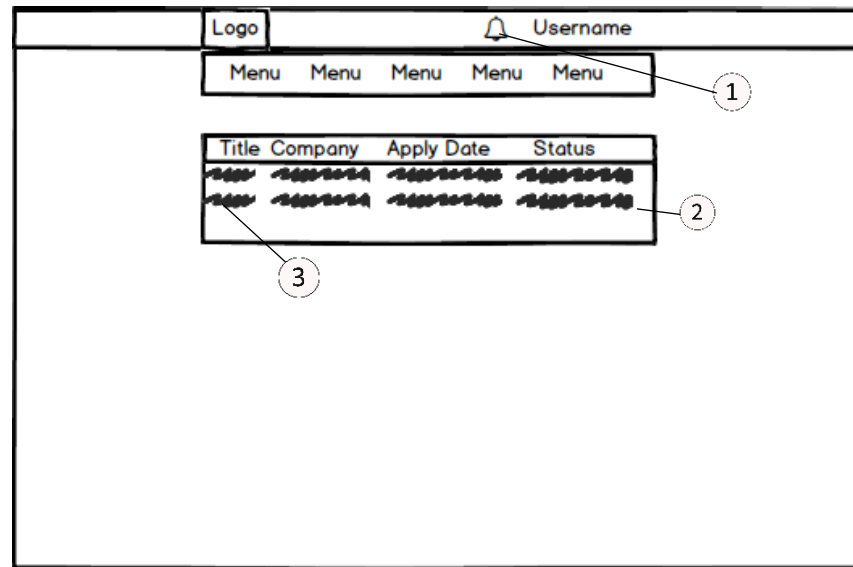 Logo Username
Menu Menu Menu Menu Menu
1
Title Company Apply Date Status
2
3